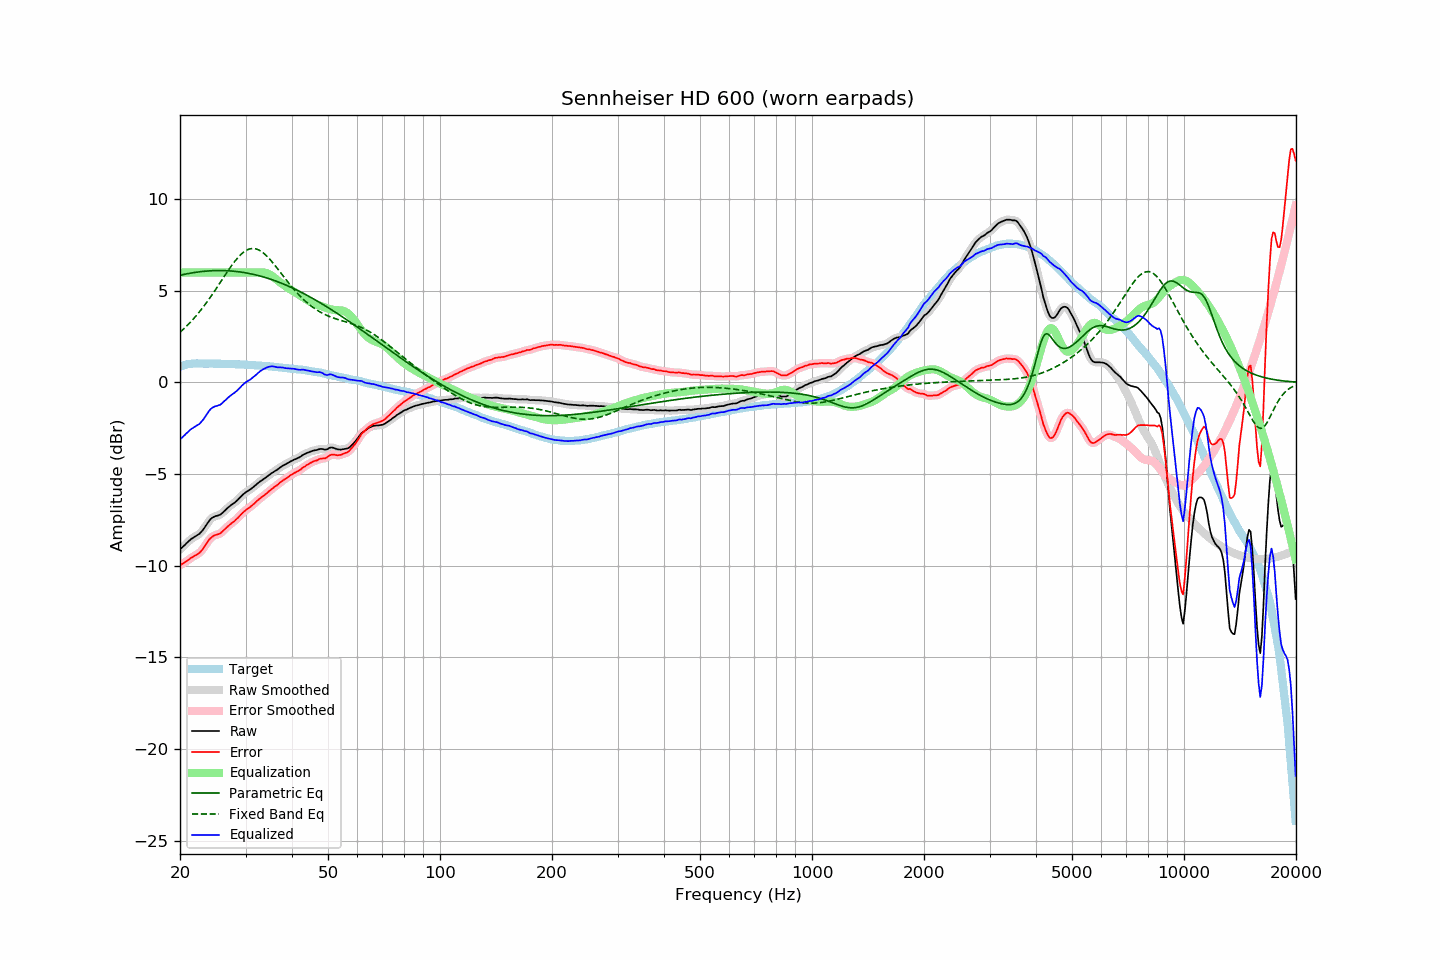 Sennheiser HD 600 (worn earpads)
Amplitude (dBr)
10
5
0
−5
−10
−15
−20
−25
Target
Raw Smoothed
Error Smoothed
Raw
Error
Equalization
Parametric Eq
Fixed Band Eq
Equalized
20 50 100 200 500 1000 2000 5000 10000 20000
Frequency (Hz)